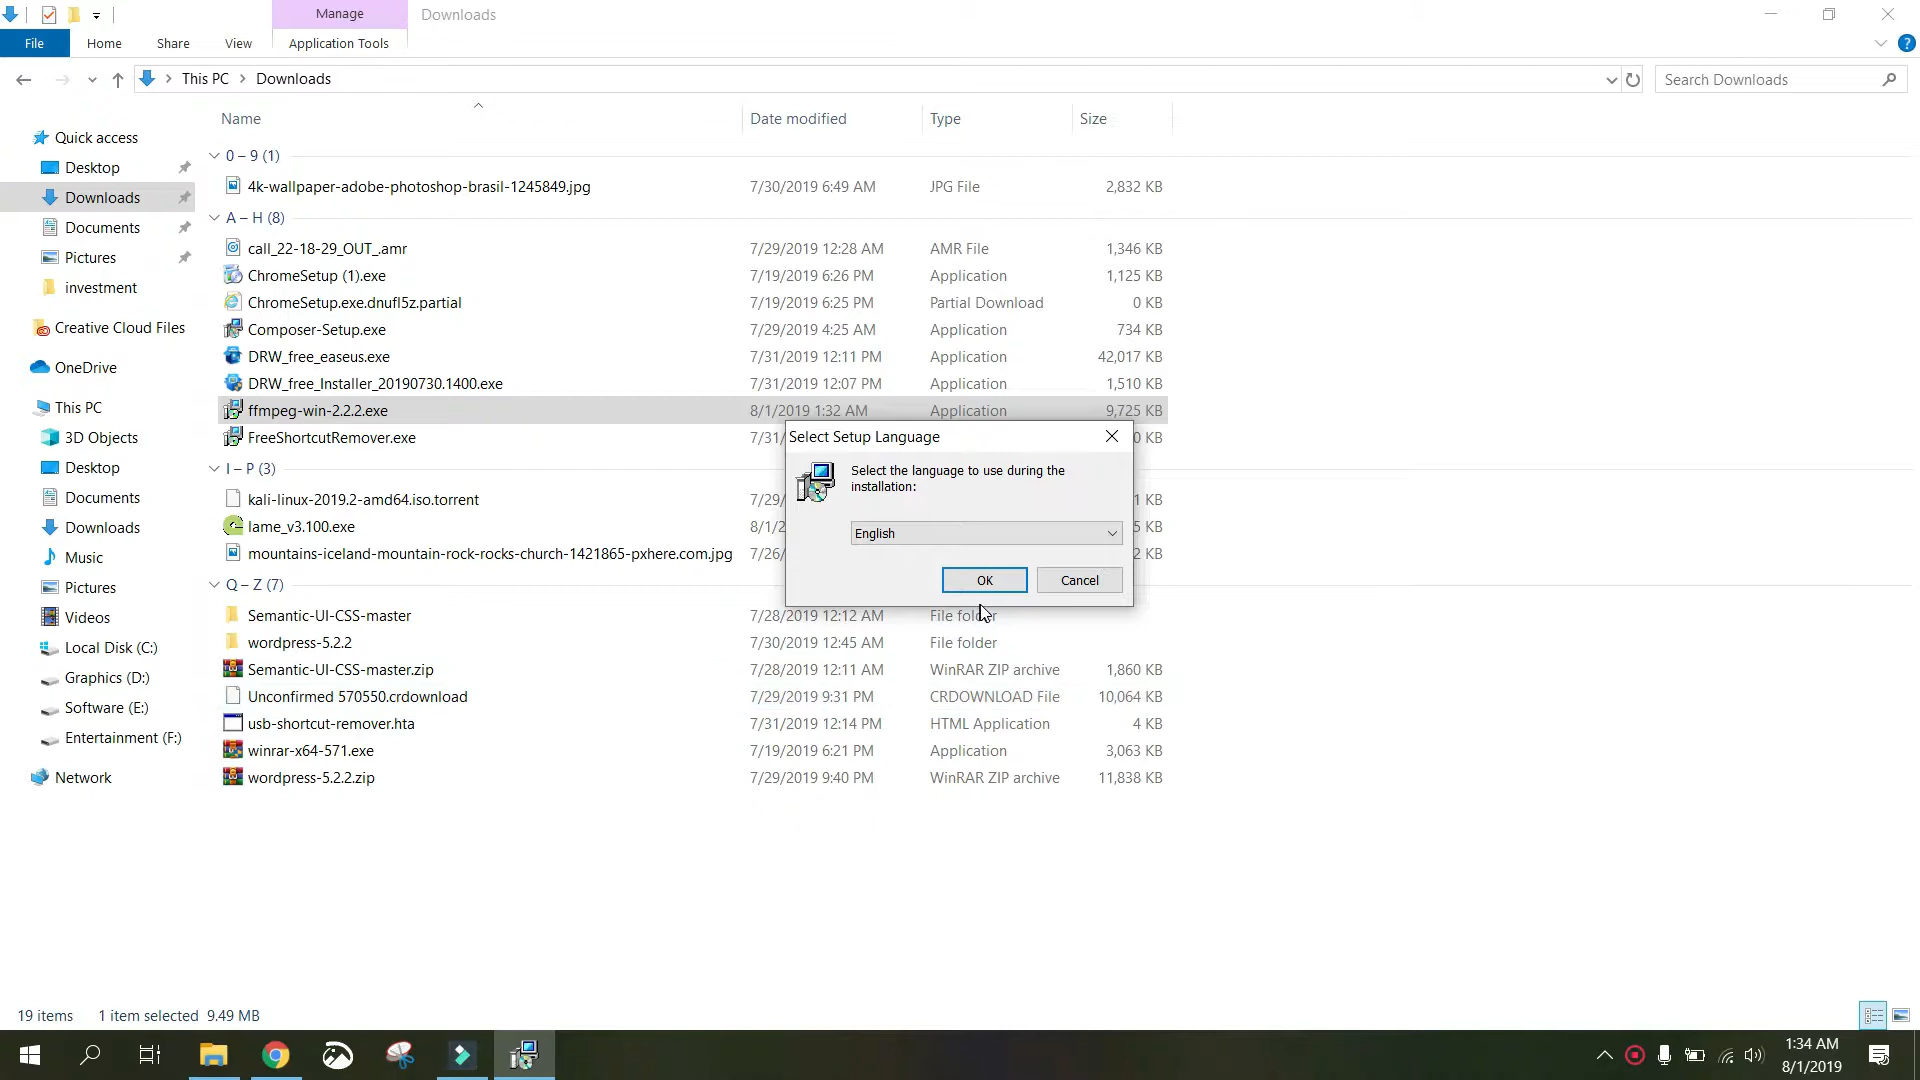 Manage
Downloads
File
Home
Share
View
Application Tools
This PC
Downloads
Search Downloads
Name
Date modified
Type
Size
Quick access
Desktop
Downloads
Documents
Pictures
investment
Creative Cloud Files
OneDrive
This PC
3D Objects
Desktop
Documents
Downloads
Music
Pictures
Videos
Local Disk (C:)
Graphics (D:)
Software (E:)
Entertainment (F:)
Network
0 – 9 (1)
4k-wallpaper-adobe-photoshop-brasil-1245849.jpg 7/30/2019 6:49 AM JPG File 2,832 KB
A – H (8)
call_22-18-29_OUT_.amr 7/29/2019 12:28 AM AMR File 1,346 KB
ChromeSetup (1).exe 7/19/2019 6:26 PM Application 1,125 KB
ChromeSetup.exe.dnufl5z.partial 7/19/2019 6:25 PM Partial Download 0 KB
Composer-Setup.exe 7/29/2019 4:25 AM Application 734 KB
DRW_free_easeus.exe 7/31/2019 12:11 PM Application 42,017 KB
DRW_free_Installer_20190730.1400.exe 7/31/2019 12:07 PM Application 1,510 KB
ffmpeg-win-2.2.2.exe 8/1/2019 1:32 AM Application 9,725 KB
FreeShortcutRemover.exe 7/31/ 0 KB
I – P (3)
kali-linux-2019.2-amd64.iso.torrent 7/29/ 1 KB
lame_v3.100.exe 8/1/2 5 KB
mountains-iceland-mountain-rock-rocks-church-1421865-pxhere.com.jpg 7/26/ 2 KB
Q – Z (7)
Semantic-UI-CSS-master 7/28/2019 12:12 AM File folder
wordpress-5.2.2 7/30/2019 12:45 AM File folder
Semantic-UI-CSS-master.zip 7/28/2019 12:11 AM WinRAR ZIP archive 1,860 KB
Unconfirmed 570550.crdownload 7/29/2019 9:31 PM CRDOWNLOAD File 10,064 KB
usb-shortcut-remover.hta 7/31/2019 12:14 PM HTML Application 4 KB
winrar-x64-571.exe 7/19/2019 6:21 PM Application 3,063 KB
wordpress-5.2.2.zip 7/29/2019 9:40 PM WinRAR ZIP archive 11,838 KB
Select Setup Language
Select the language to use during the
installation:
English
OK
Cancel
19 items 1 item selected 9.49 MB
1:34 AM
8/1/2019